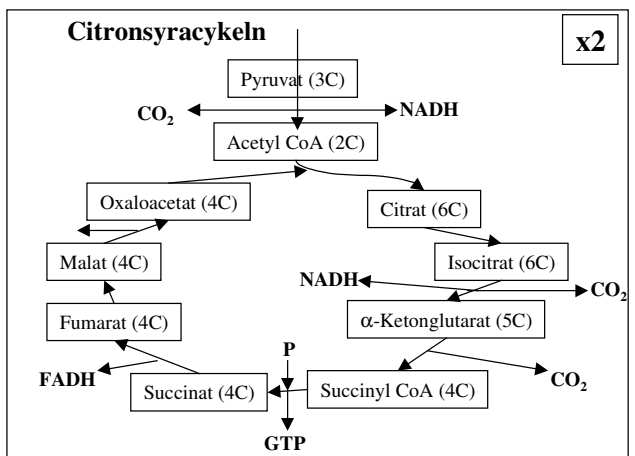 Citronsyracykeln
x2
Pyruvat (3C)
CO₂
NADH
Acetyl CoA (2C)
Oxaloacetat (4C)
Citrat (6C)
Malat (4C)
Isocitrat (6C)
NADH
CO₂
Fumarat (4C)
α-Ketonglutarat (5C)
P
FADH
Succinat (4C)
Succinyl CoA (4C)
CO₂
GTP